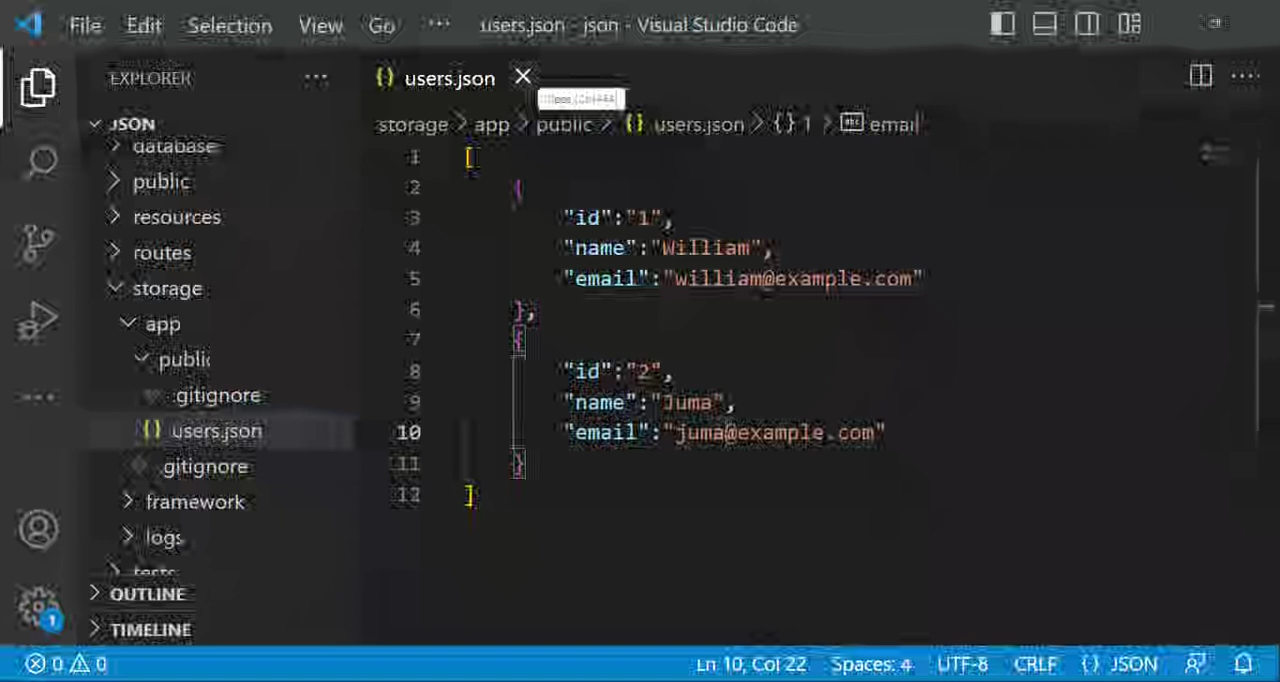 File Edit Selection View Go ... users.json - json - Visual Studio Code
EXPLORER ...
users.json
JSON
storage > app > public > {} users.json > {} 1 > abc email
database
public
resources
routes
storage
app
public
.gitignore
users.json
.gitignore
framework
logs
tests
OUTLINE
TIMELINE
1 [
2 {
3 "id":"1",
4 "name":"William",
5 "email":"william@example.com"
6 },
7 {
8 "id":"2",
9 "name":"Juma",
10 "email":"juma@example.com"
11 }
12 ]
1
0 0 Ln 10, Col 22 Spaces: 4 UTF-8 CRLF {} JSON